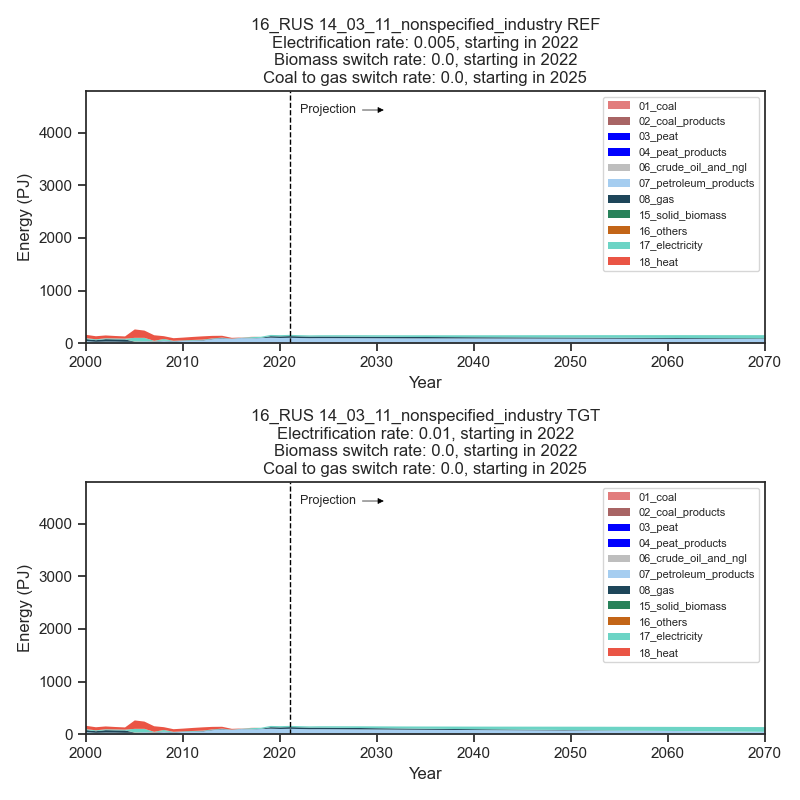 16_RUS 14_03_11_nonspecified_industry REF
Electrification rate: 0.005, starting in 2022
Biomass switch rate: 0.0, starting in 2022
Coal to gas switch rate: 0.0, starting in 2025
Projection
01_coal
02_coal_products
03_peat
04_peat_products
06_crude_oil_and_ngl
07_petroleum_products
08_gas
15_solid_biomass
16_others
17_electricity
18_heat
Energy (PJ)
4000
3000
2000
1000
0
2000 2010 2020 2030 2040 2050 2060 2070
Year
16_RUS 14_03_11_nonspecified_industry TGT
Electrification rate: 0.01, starting in 2022
Biomass switch rate: 0.0, starting in 2022
Coal to gas switch rate: 0.0, starting in 2025
Projection
01_coal
02_coal_products
03_peat
04_peat_products
06_crude_oil_and_ngl
07_petroleum_products
08_gas
15_solid_biomass
16_others
17_electricity
18_heat
Energy (PJ)
4000
3000
2000
1000
0
2000 2010 2020 2030 2040 2050 2060 2070
Year